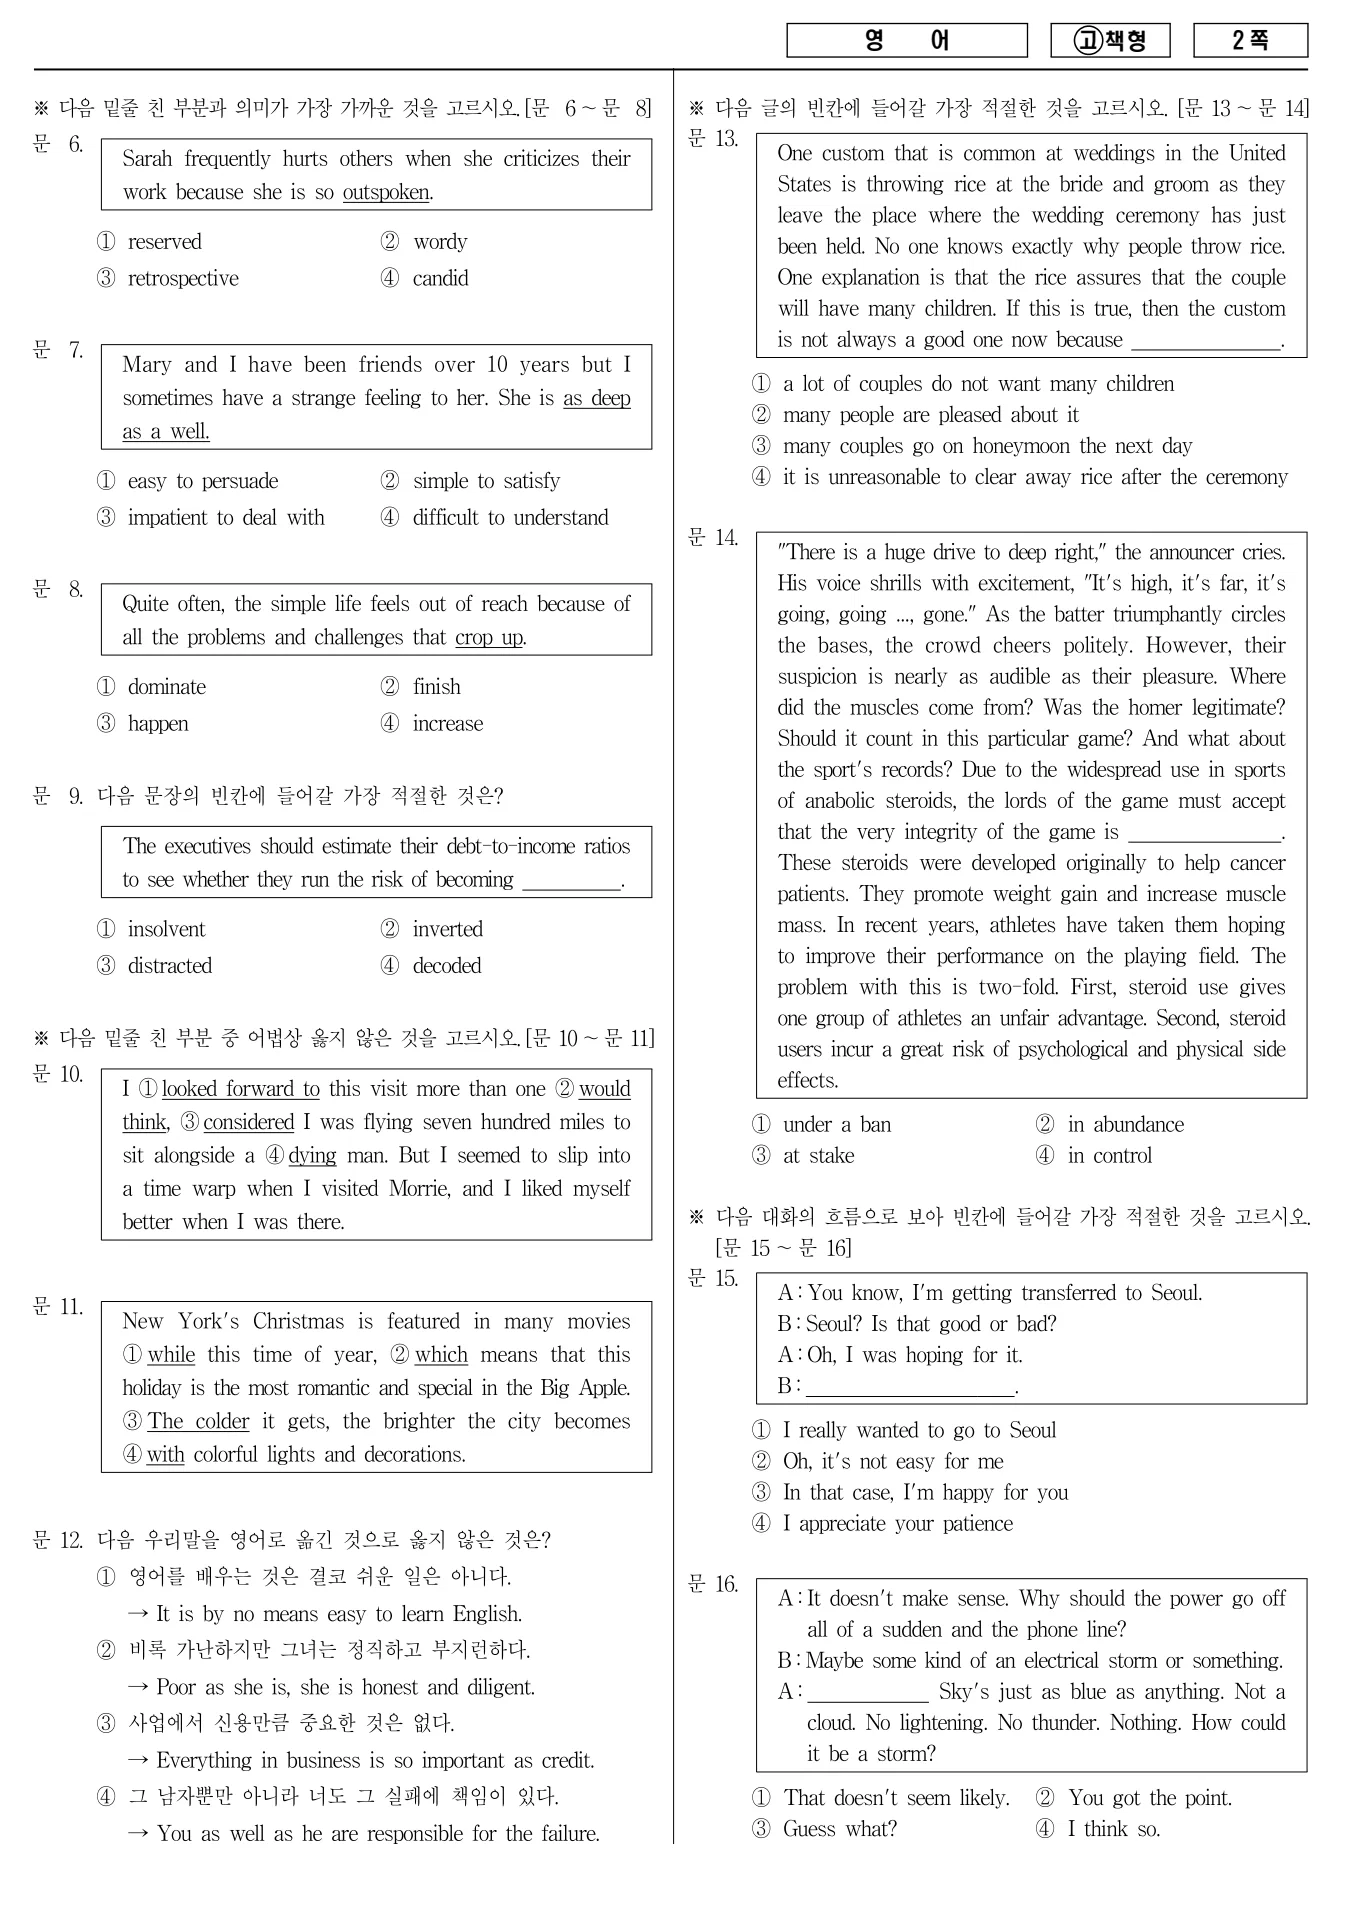 영 어
고책형
2 쪽
※ 다음 밑줄 친 부분과 의미가 가장 가까운 것을 고르시오. [문 6 ~ 문 8]
문 6.
Sarah frequently hurts others when she criticizes their
work because she is so outspoken.
① reserved ② wordy
③ retrospective ④ candid
문 7.
Mary and I have been friends over 10 years but I
sometimes have a strange feeling to her. She is as deep
as a well.
① easy to persuade ② simple to satisfy
③ impatient to deal with ④ difficult to understand
문 8.
Quite often, the simple life feels out of reach because of
all the problems and challenges that crop up.
① dominate ② finish
③ happen ④ increase
문 9. 다음 문장의 빈칸에 들어갈 가장 적절한 것은?
The executives should estimate their debt-to-income ratios
to see whether they run the risk of becoming _________.
① insolvent ② inverted
③ distracted ④ decoded
※ 다음 밑줄 친 부분 중 어법상 옳지 않은 것을 고르시오. [문 10 ~ 문 11]
문 10.
I ① looked forward to this visit more than one ② would
think, ③ considered I was flying seven hundred miles to
sit alongside a ④ dying man. But I seemed to slip into
a time warp when I visited Morrie, and I liked myself
better when I was there.
문 11.
New York's Christmas is featured in many movies
① while this time of year, ② which means that this
holiday is the most romantic and special in the Big Apple.
③ The colder it gets, the brighter the city becomes
④ with colorful lights and decorations.
문 12. 다음 우리말을 영어로 옮긴 것으로 옳지 않은 것은?
① 영어를 배우는 것은 결코 쉬운 일은 아니다.
→ It is by no means easy to learn English.
② 비록 가난하지만 그녀는 정직하고 부지런하다.
→ Poor as she is, she is honest and diligent.
③ 사업에서 신용만큼 중요한 것은 없다.
→ Everything in business is so important as credit.
④ 그 남자뿐만 아니라 너도 그 실패에 책임이 있다.
→ You as well as he are responsible for the failure.
※ 다음 글의 빈칸에 들어갈 가장 적절한 것을 고르시오. [문 13 ~ 문 14]
문 13.
One custom that is common at weddings in the United
States is throwing rice at the bride and groom as they
leave the place where the wedding ceremony has just
been held. No one knows exactly why people throw rice.
One explanation is that the rice assures that the couple
will have many children. If this is true, then the custom
is not always a good one now because ______________.
① a lot of couples do not want many children
② many people are pleased about it
③ many couples go on honeymoon the next day
④ it is unreasonable to clear away rice after the ceremony
문 14.
"There is a huge drive to deep right," the announcer cries.
His voice shrills with excitement, "It's high, it's far, it's
going, going ..., gone." As the batter triumphantly circles
the bases, the crowd cheers politely. However, their
suspicion is nearly as audible as their pleasure. Where
did the muscles come from? Was the homer legitimate?
Should it count in this particular game? And what about
the sport's records? Due to the widespread use in sports
of anabolic steroids, the lords of the game must accept
that the very integrity of the game is ______________.
These steroids were developed originally to help cancer
patients. They promote weight gain and increase muscle
mass. In recent years, athletes have taken them hoping
to improve their performance on the playing field. The
problem with this is two-fold. First, steroid use gives
one group of athletes an unfair advantage. Second, steroid
users incur a great risk of psychological and physical side
effects.
① under a ban ② in abundance
③ at stake ④ in control
※ 다음 대화의 흐름으로 보아 빈칸에 들어갈 가장 적절한 것을 고르시오.
[문 15 ~ 문 16]
문 15.
A : You know, I'm getting transferred to Seoul.
B : Seoul? Is that good or bad?
A : Oh, I was hoping for it.
B : ____________________.
① I really wanted to go to Seoul
② Oh, it's not easy for me
③ In that case, I'm happy for you
④ I appreciate your patience
문 16.
A : It doesn't make sense. Why should the power go off
all of a sudden and the phone line?
B : Maybe some kind of an electrical storm or something.
A : ___________ Sky's just as blue as anything. Not a
cloud. No lightening. No thunder. Nothing. How could
it be a storm?
① That doesn't seem likely. ② You got the point.
③ Guess what? ④ I think so.